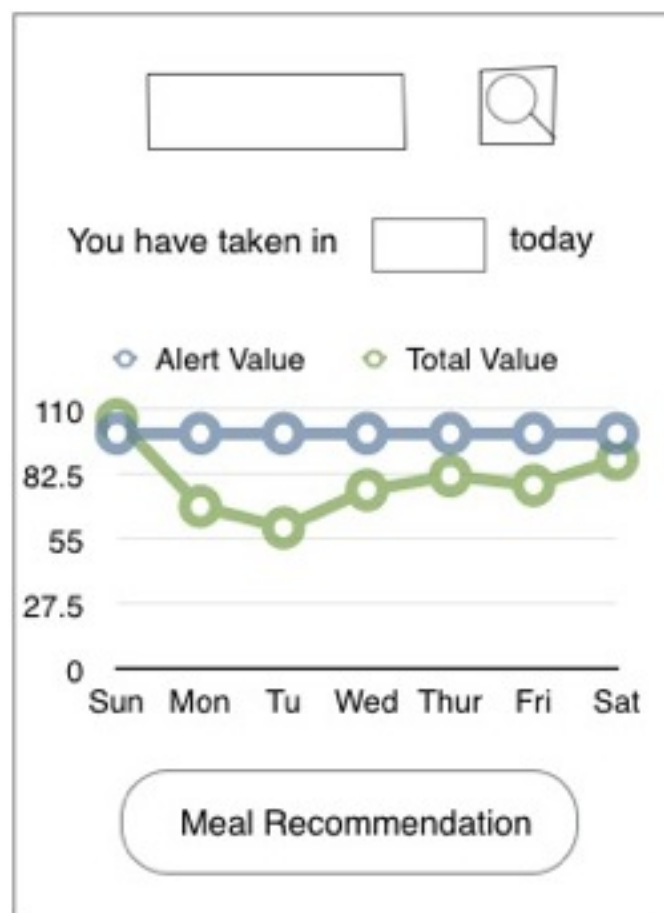 You have taken in today
Alert Value Total Value
110
82.5
55
27.5
0
Sun Mon Tu Wed Thur Fri Sat
Meal Recommendation